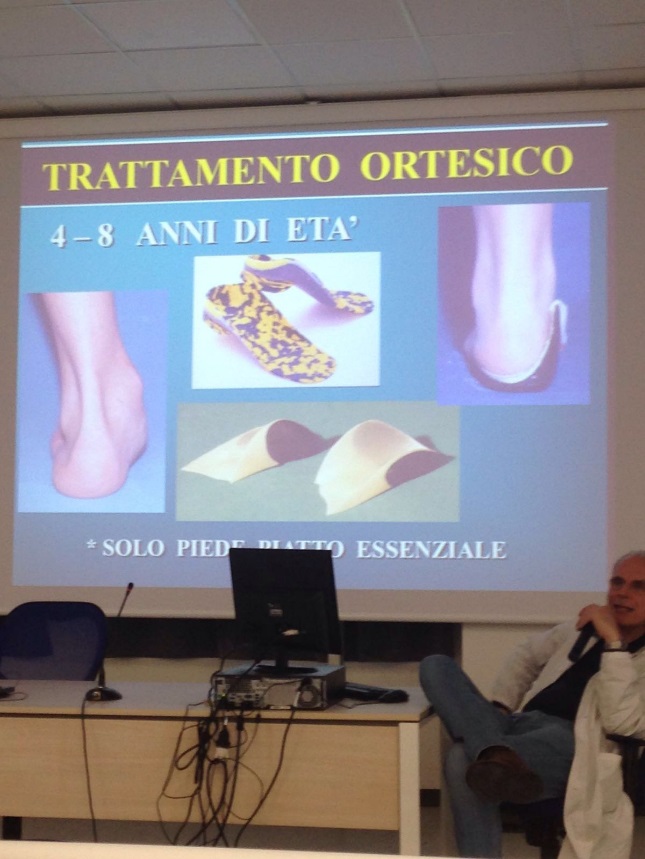 TRATTAMENTO ORTESICO
4 – 8 ANNI DI ETA’
* SOLO PIEDE PIATTO ESSENZIALE